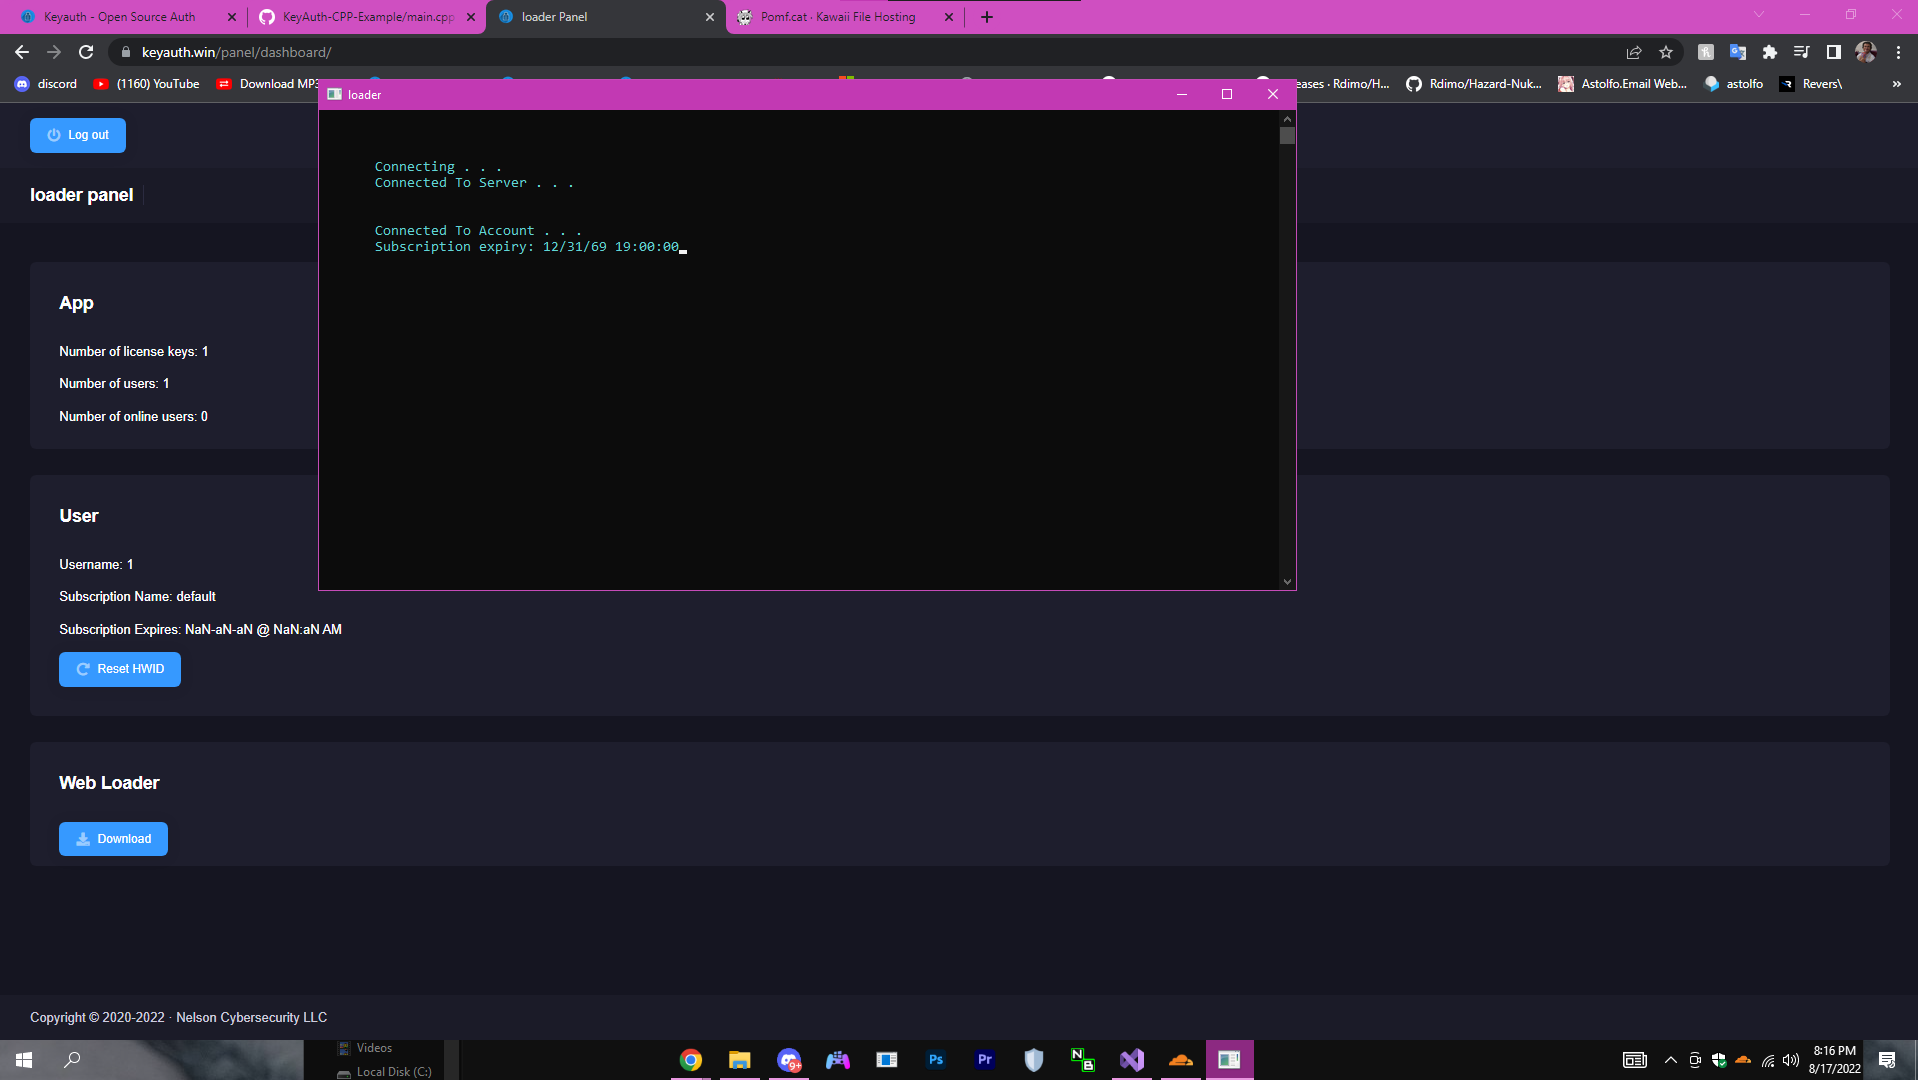 Keyauth - Open Source Auth
KeyAuth-CPP-Example/main.cpp
loader Panel
Pomf.cat · Kawaii File Hosting
keyauth.win/panel/dashboard/
discord
(1160) YouTube
Download MP3
eases · Rdimo/H...
Rdimo/Hazard-Nuk...
Astolfo.Email Web...
astolfo
Revers\
»
loader
Log out
Connecting . . .
Connected To Server . . .
loader panel
Connected To Account . . .
Subscription expiry: 12/31/69 19:00:00
App
Number of license keys: 1
Number of users: 1
Number of online users: 0
User
Username: 1
Subscription Name: default
Subscription Expires: NaN-aN-aN @ NaN:aN AM
Reset HWID
Web Loader
Download
Copyright © 2020-2022 · Nelson Cybersecurity LLC
Videos
Local Disk (C:)
9+
Ps
Pr
N
B
8:16 PM
8/17/2022